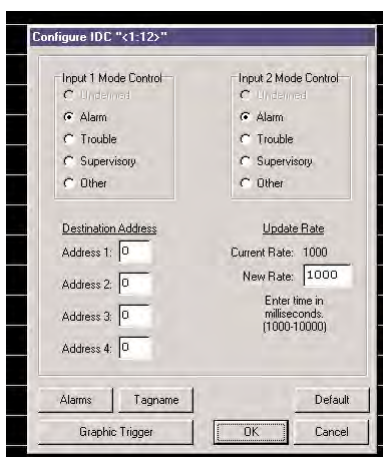 Configure IDC "<1:12>"
Input 1 Mode Control
Undefined
Alarm
Trouble
Supervisory
Other
Input 2 Mode Control
Undefined
Alarm
Trouble
Supervisory
Other
Destination Address
Address 1: 0
Address 2: 0
Address 3: 0
Address 4: 0
Update Rate
Current Rate: 1000
New Rate: 1000
Enter time in
milliseconds.
(1000-10000)
Alarms Tagname Default
Graphic Trigger OK Cancel